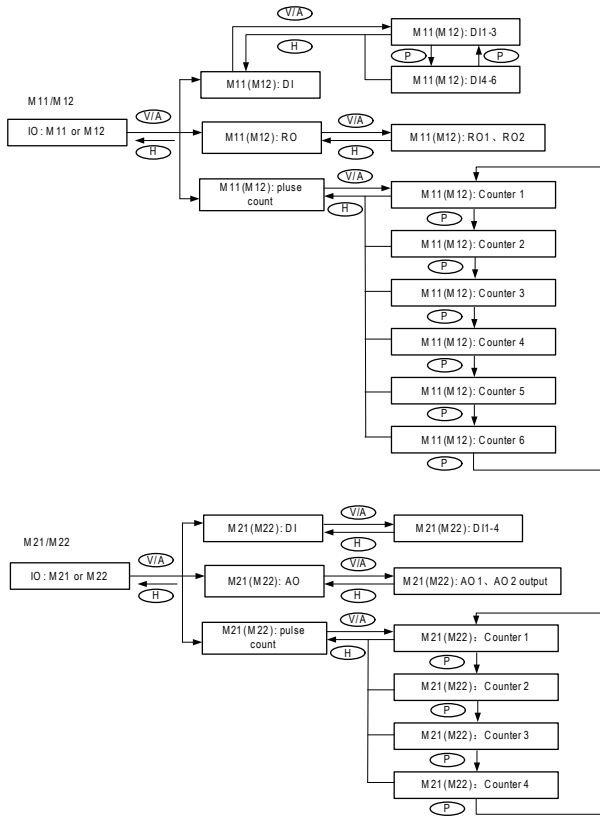 V/A
M11(M12): DI1-3
H
P
P
M11(M12): DI
M11(M12): DI4-6
M11/M12
V/A
IO: M11 or M12
H
M11(M12): RO
V/A
H
M11(M12): RO1、RO2
M11(M12): pluse
count
V/A
H
M11(M12): Counter 1
P
M11(M12): Counter 2
P
M11(M12): Counter 3
P
M11(M12): Counter 4
P
M11(M12): Counter 5
P
M11(M12): Counter 6
P
M21/M22
V/A
IO: M21 or M22
H
M21(M22): DI
V/A
H
M21(M22): DI1-4
M21(M22): AO
V/A
H
M21(M22): AO1、AO2 output
M21(M22): pulse
count
V/A
H
M21(M22)：Counter 1
P
M21(M22)：Counter 2
P
M21(M22)：Counter 3
P
M21(M22)：Counter 4
P